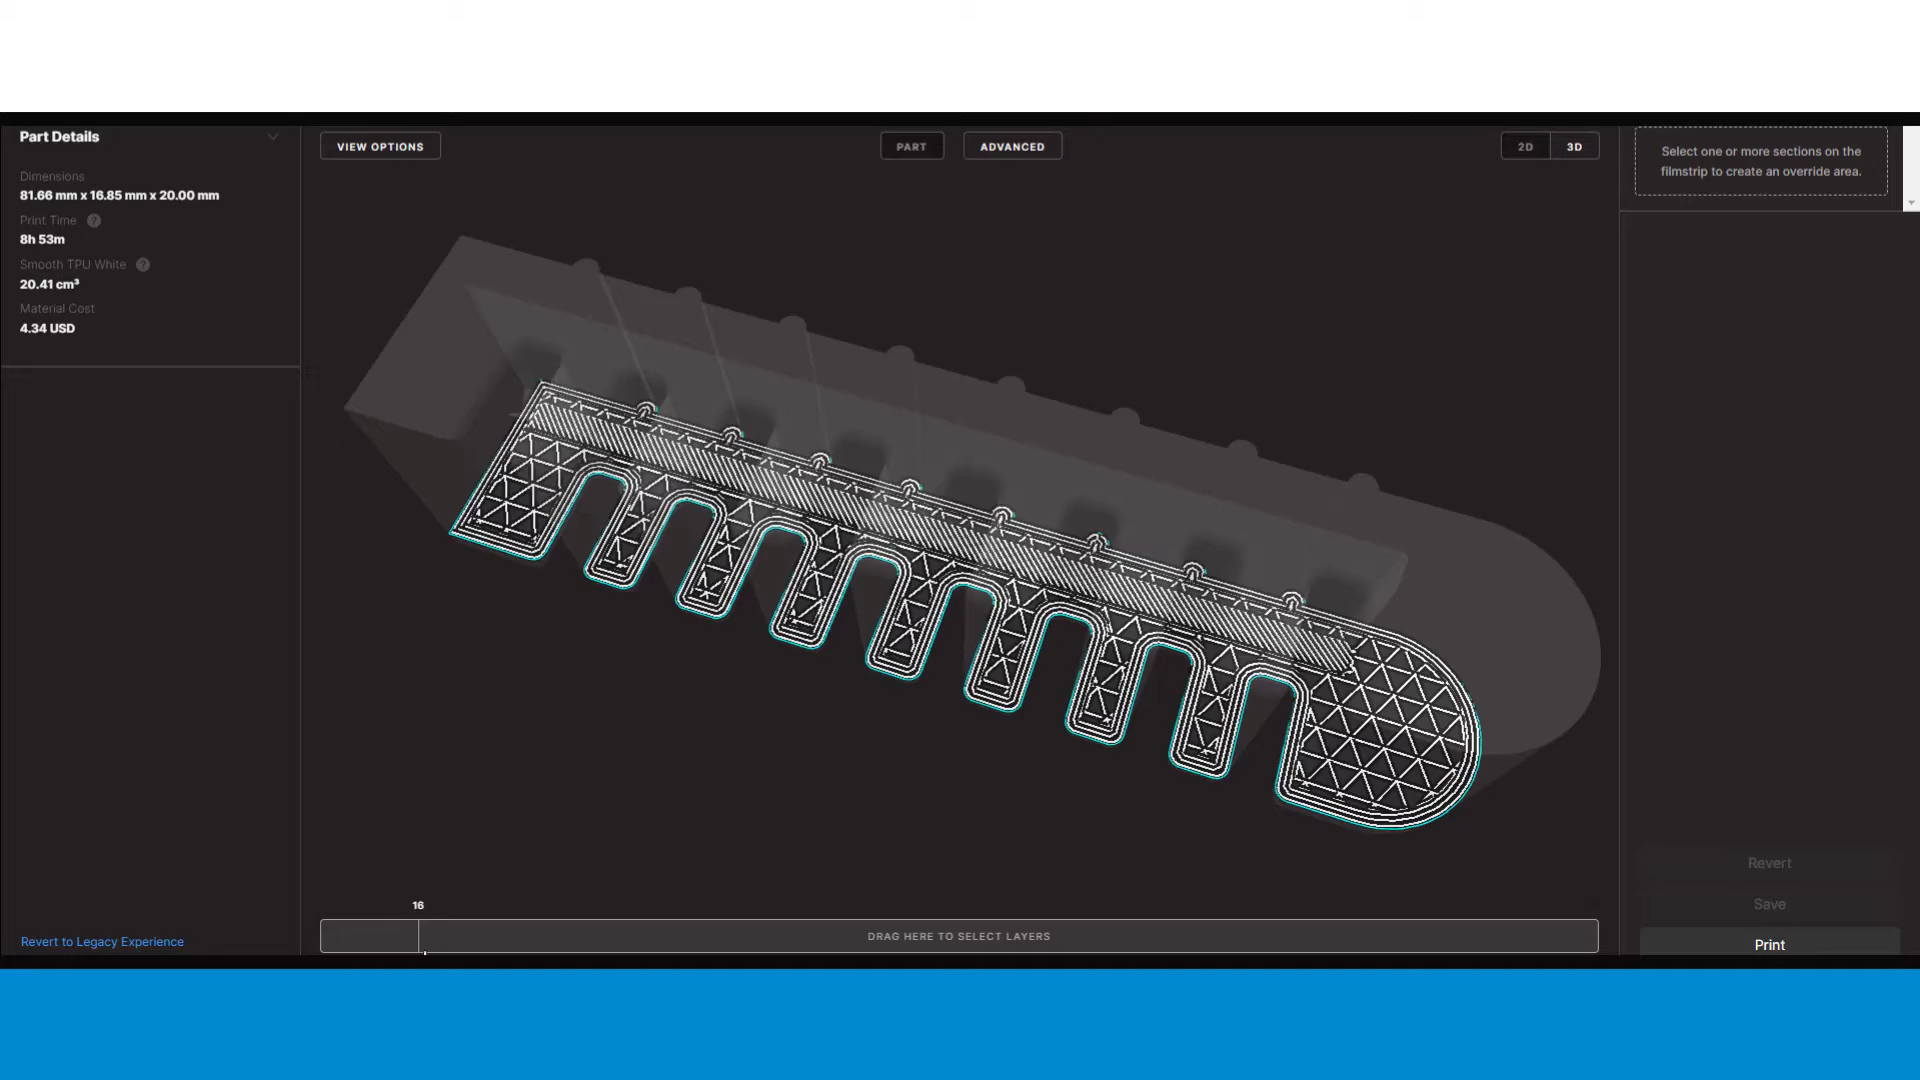 Part Details
Dimensions
81.66 mm x 16.85 mm x 20.00 mm
Print Time ?
8h 53m
Smooth TPU White ?
20.41 cm³
Material Cost
4.34 USD
Revert to Legacy Experience
VIEW OPTIONS
PART
ADVANCED
2D
3D
16
DRAG HERE TO SELECT LAYERS
Select one or more sections on the
filmstrip to create an override area.
Revert
Save
Print